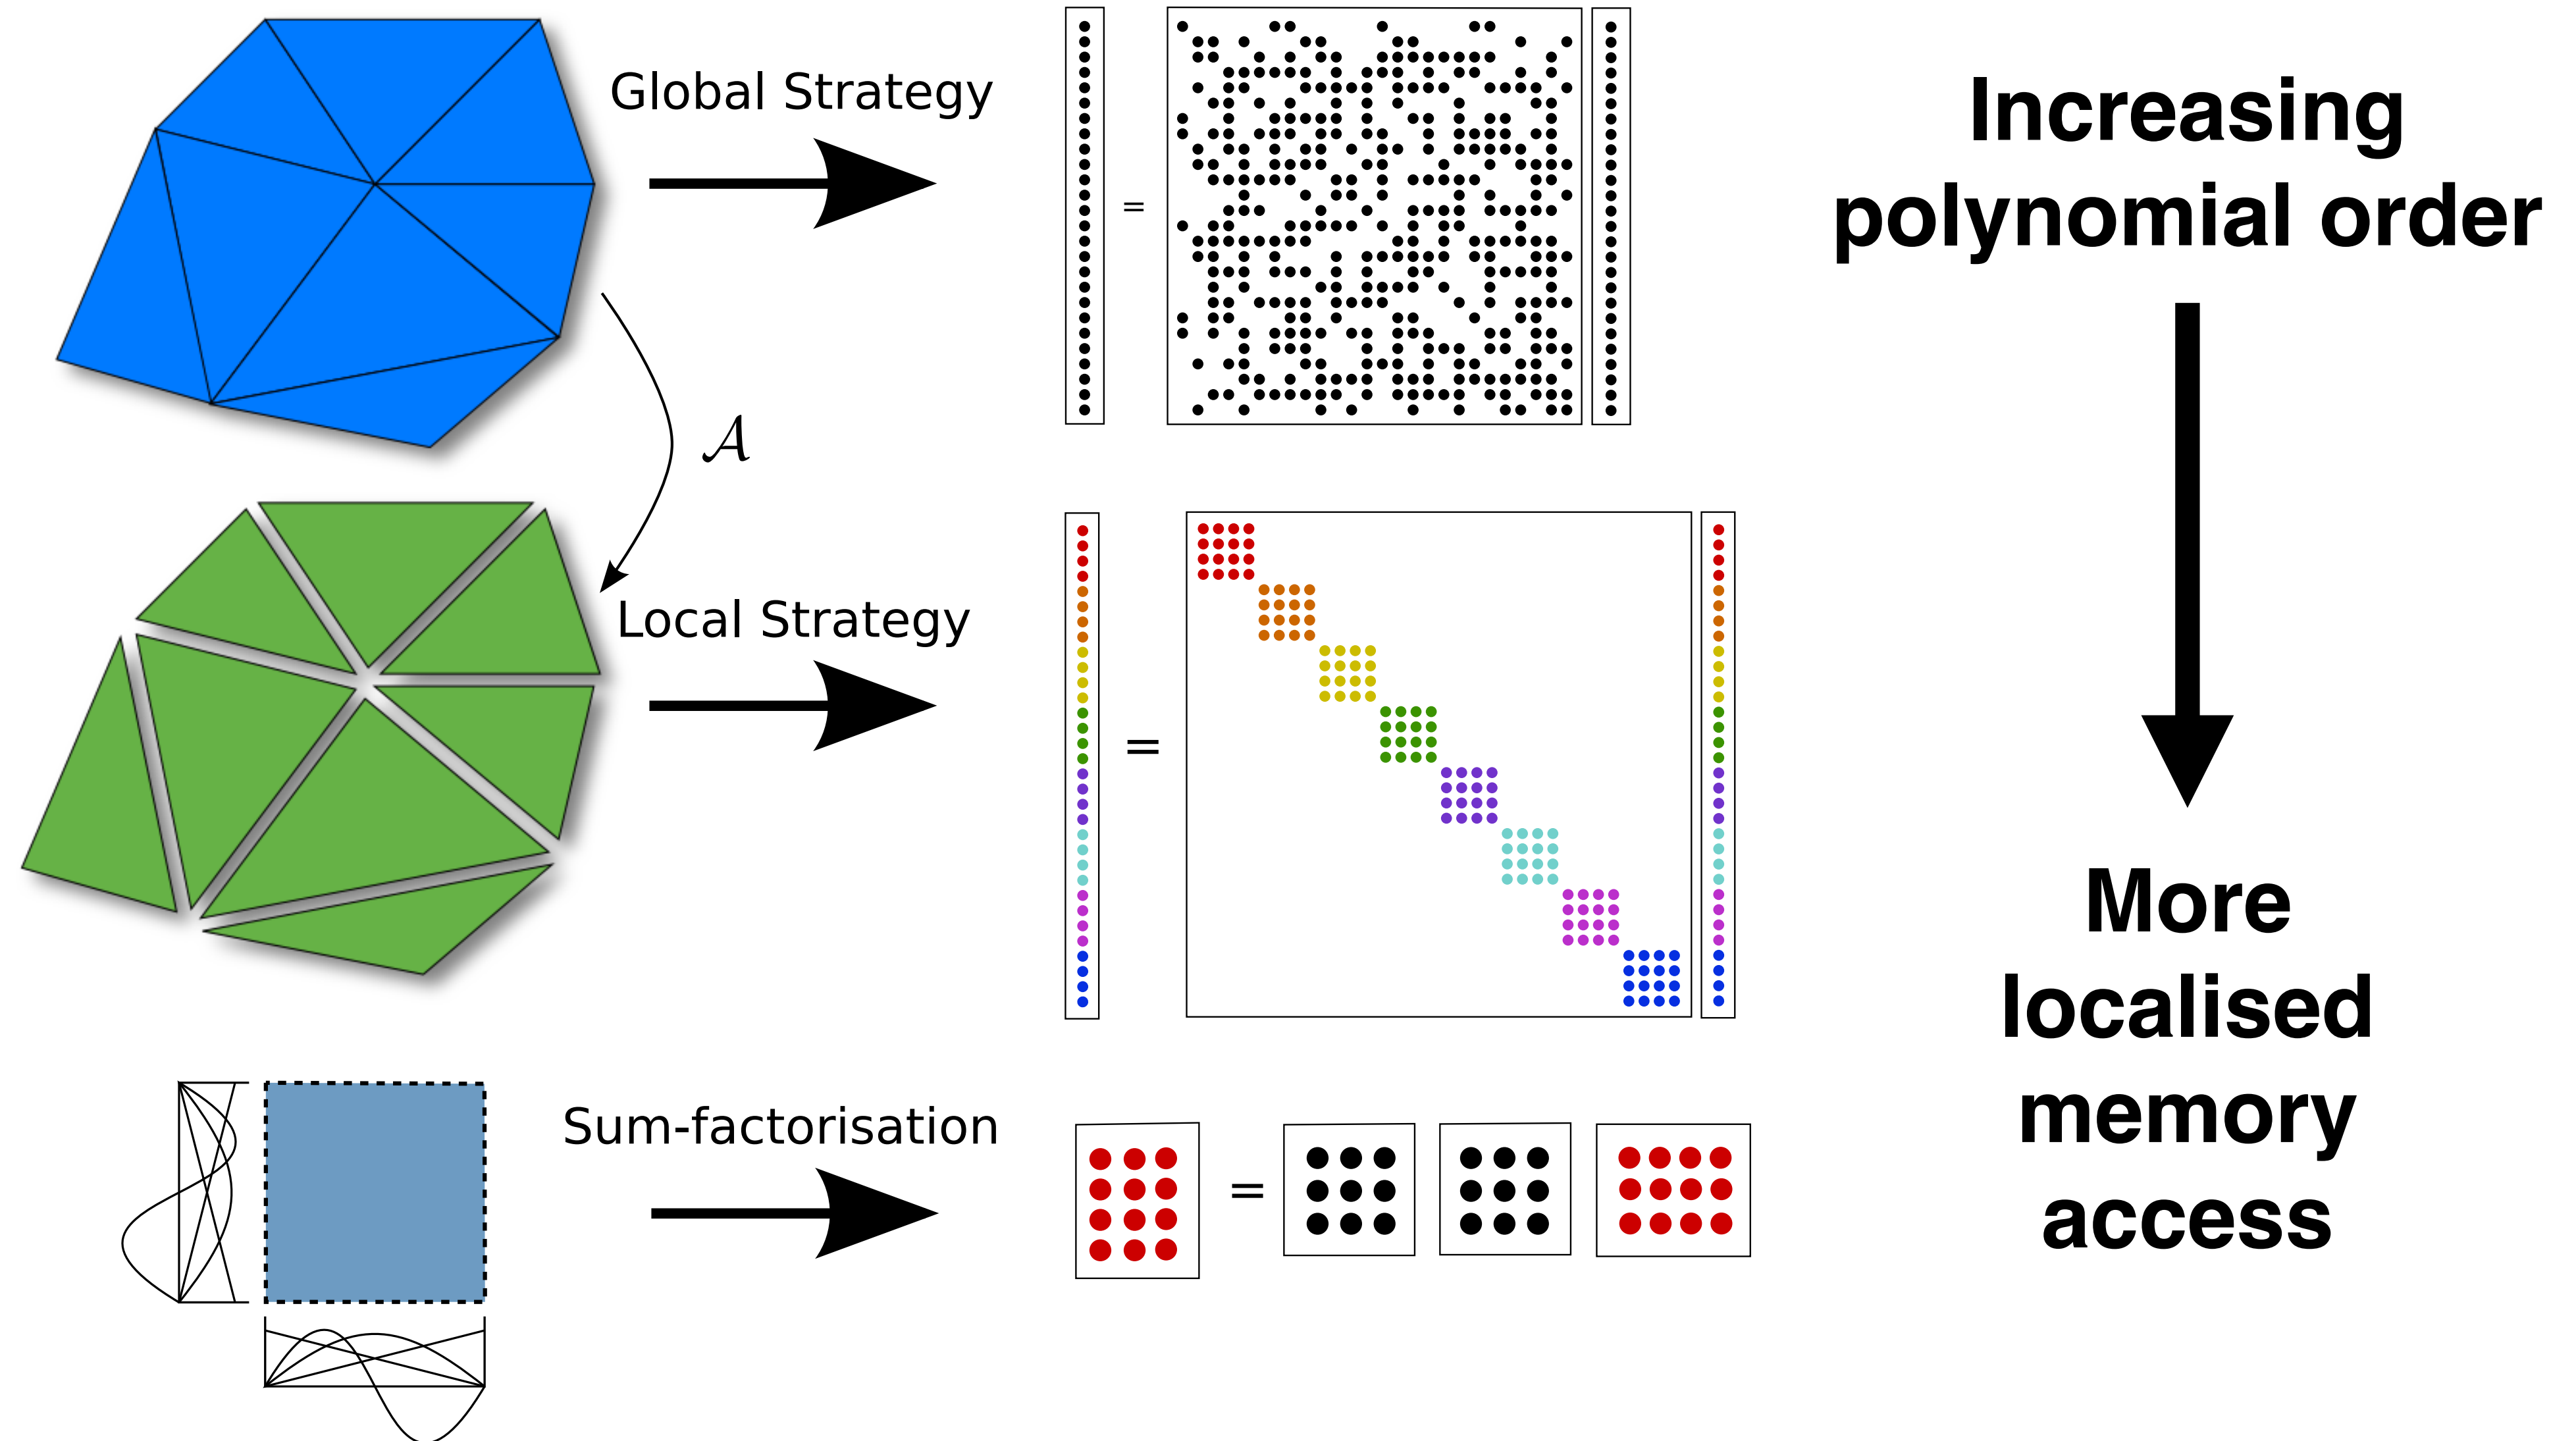 Global Strategy
=
Increasing
polynomial order
𝒜
Local Strategy
=
More
localised
memory
access
Sum-factorisation
=